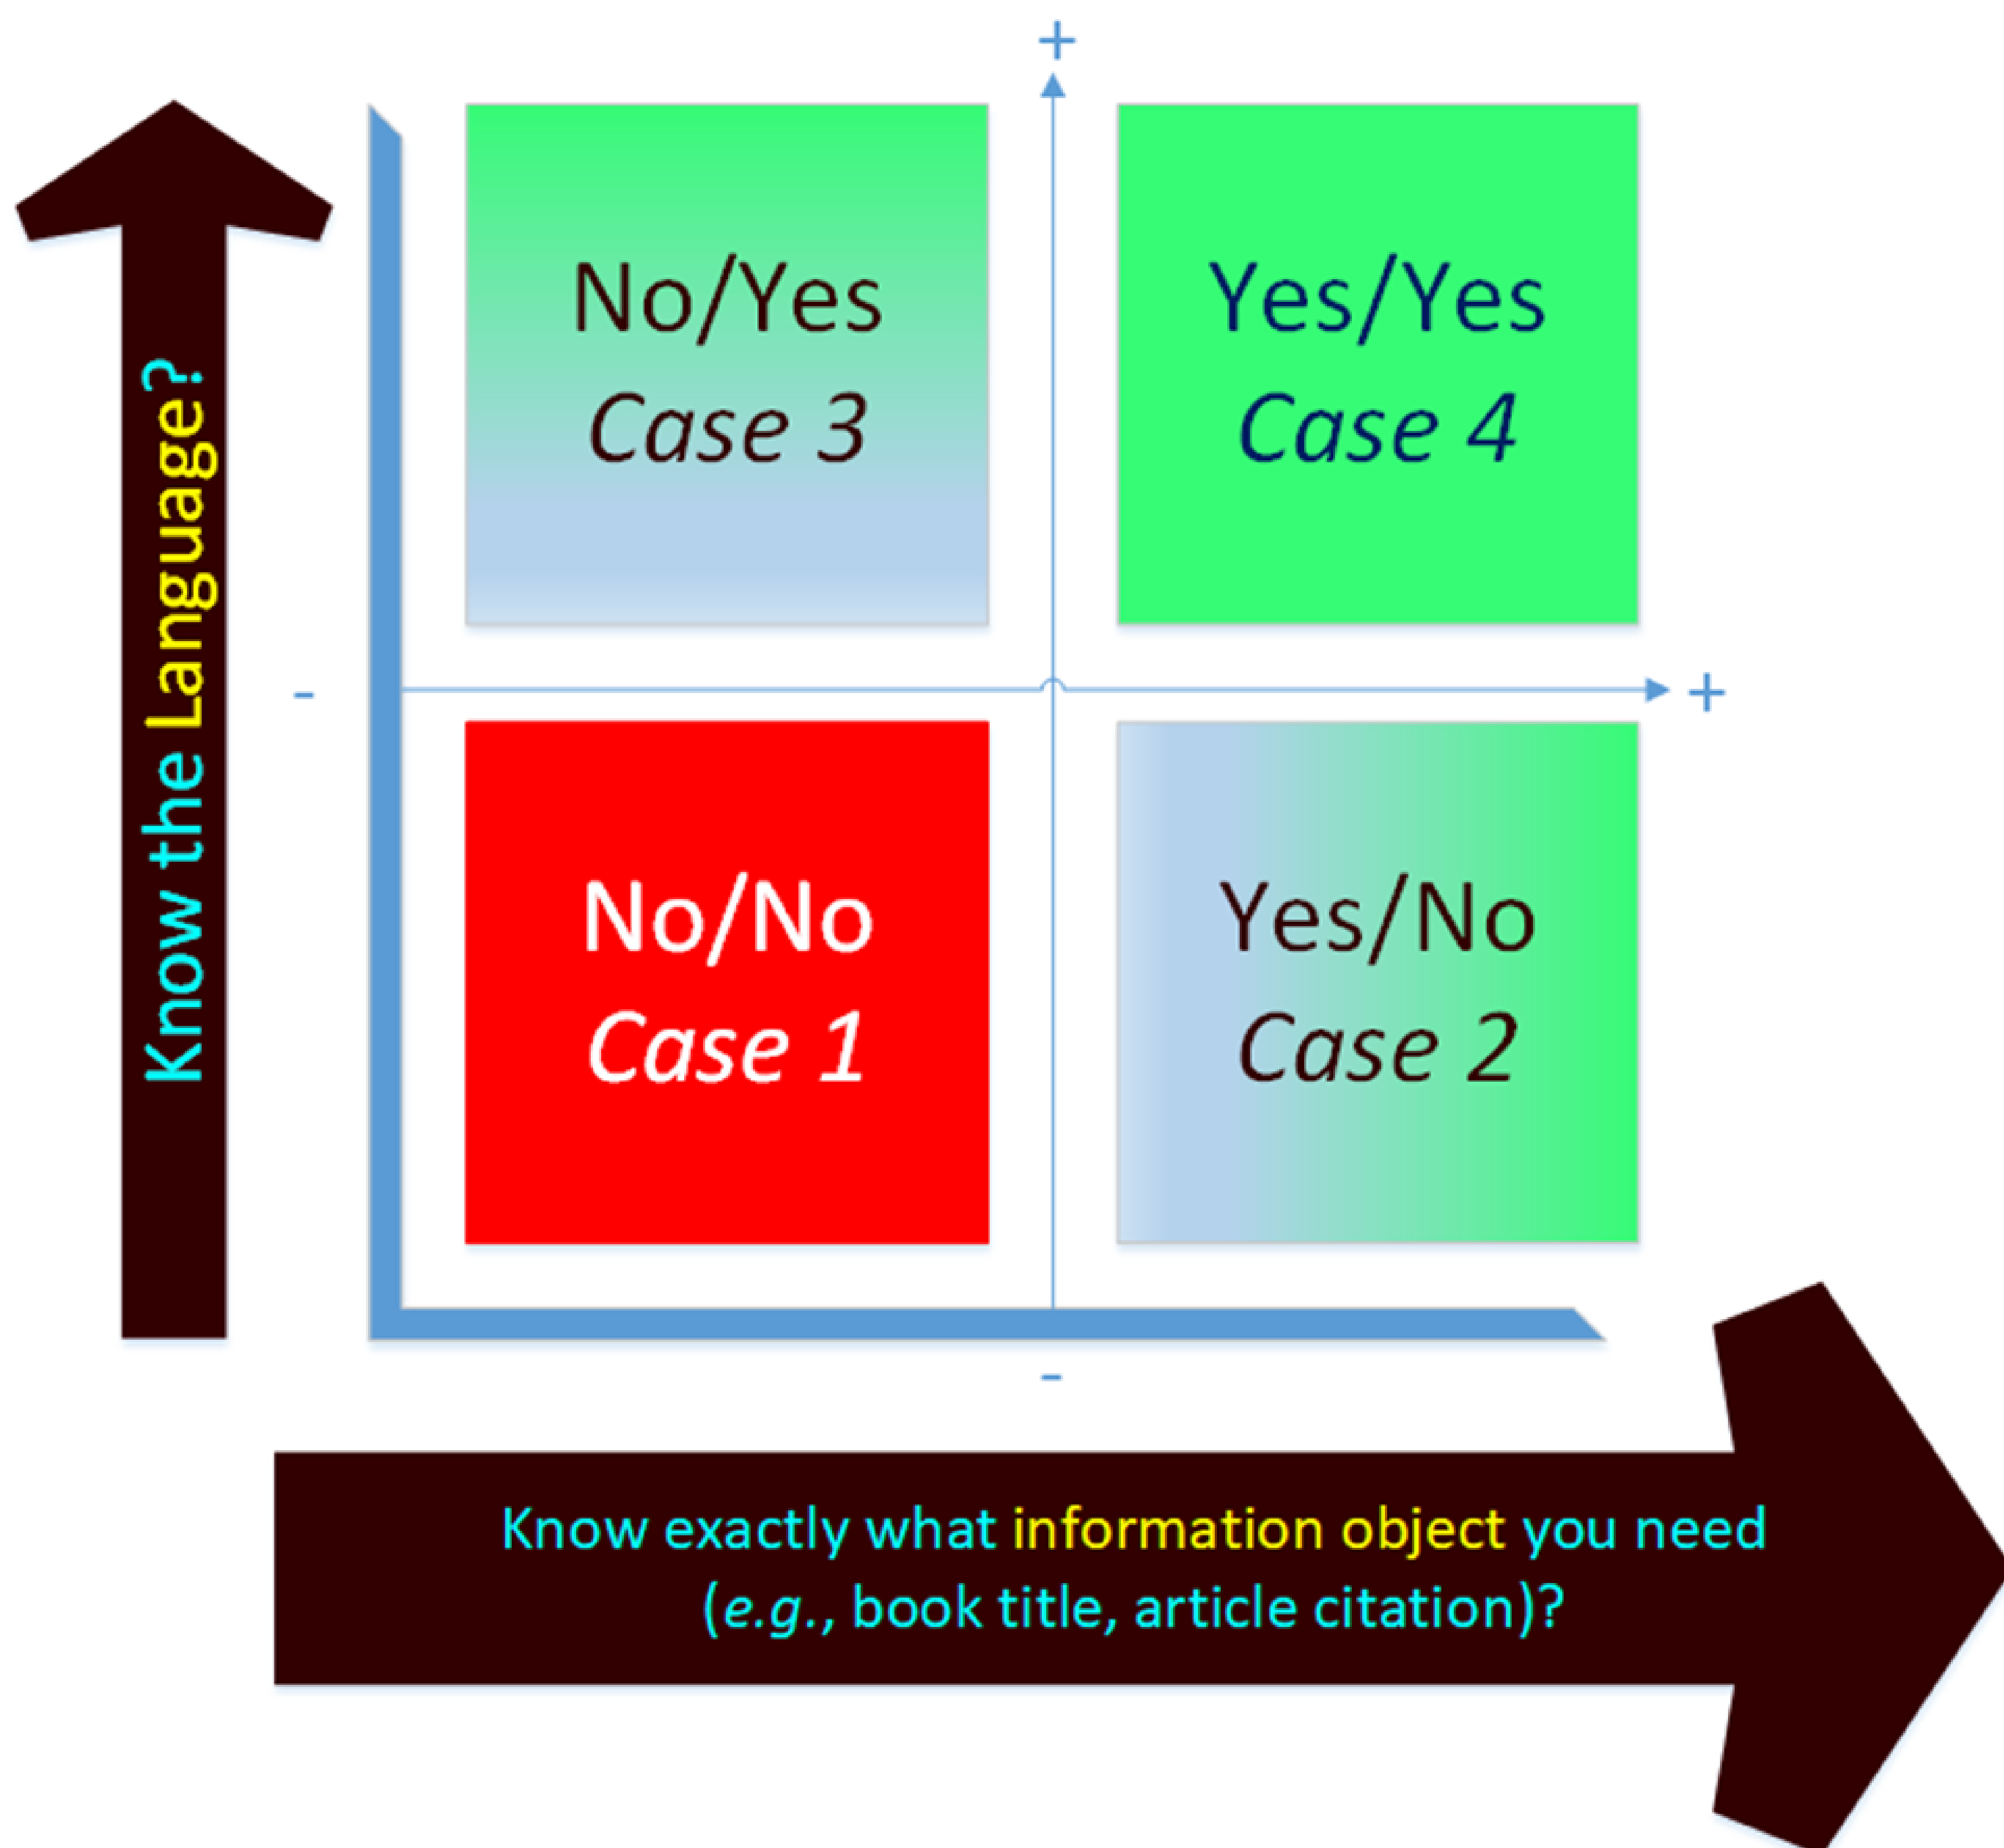 +
No/Yes
Case 3
Yes/Yes
Case 4
Know the Language?
-
+
No/No
Case 1
Yes/No
Case 2
-
Know exactly what information object you need
(e.g., book title, article citation)?